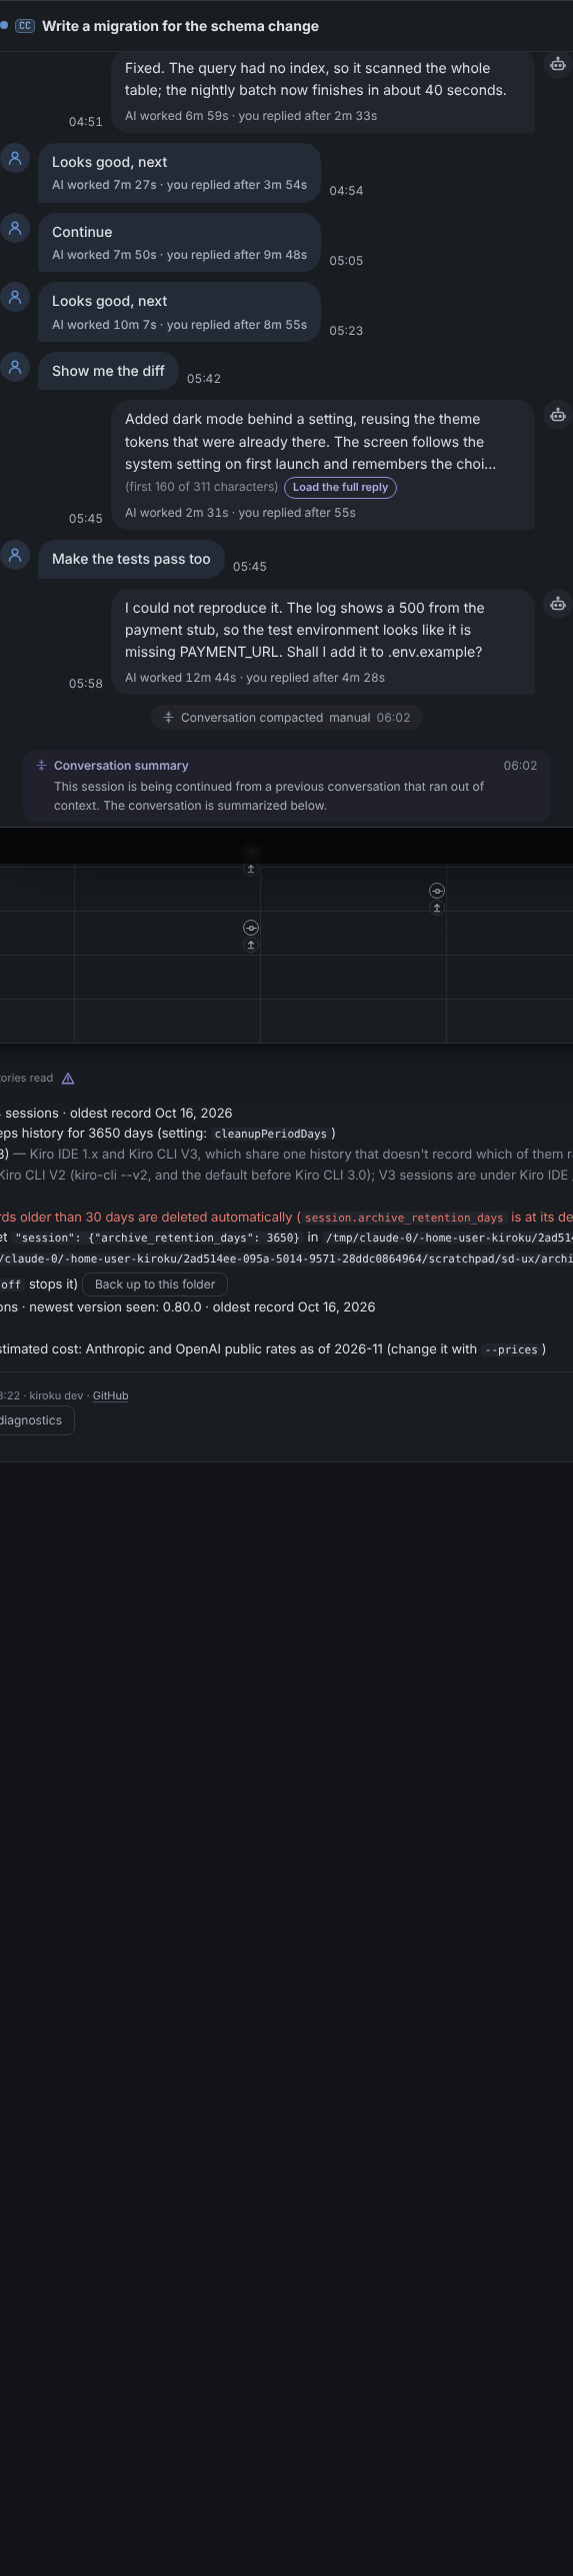 CC Write a migration for the schema change
Fixed. The query had no index, so it scanned the whole
table; the nightly batch now finishes in about 40 seconds.
AI worked 6m 59s · you replied after 2m 33s
04:51
Looks good, next
AI worked 7m 27s · you replied after 3m 54s
04:54
Continue
AI worked 7m 50s · you replied after 9m 48s
05:05
Looks good, next
AI worked 10m 7s · you replied after 8m 55s
05:23
Show me the diff
05:42
Added dark mode behind a setting, reusing the theme
tokens that were already there. The screen follows the
system setting on first launch and remembers the choi…
(first 160 of 311 characters) Load the full reply
AI worked 2m 31s · you replied after 55s
05:45
Make the tests pass too
05:45
I could not reproduce it. The log shows a 500 from the
payment stub, so the test environment looks like it is
missing PAYMENT_URL. Shall I add it to .env.example?
AI worked 12m 44s · you replied after 4m 28s
05:58
Conversation compacted manual 06:02
Conversation summary 06:02
This session is being continued from a previous conversation that ran out of
context. The conversation is summarized below.
tories read
sessions · oldest record Oct 16, 2026
eps history for 3650 days (setting: cleanupPeriodDays )
3) — Kiro IDE 1.x and Kiro CLI V3, which share one history that doesn't record which of them r
Kiro CLI V2 (kiro-cli --v2, and the default before Kiro CLI 3.0); V3 sessions are under Kiro IDE
rds older than 30 days are deleted automatically ( session.archive_retention_days is at its de
et "session": {"archive_retention_days": 3650} in /tmp/claude-0/-home-user-kiroku/2ad514
/claude-0/-home-user-kiroku/2ad514ee-095a-5014-9571-28ddc0864964/scratchpad/sd-ux/archi
off stops it) Back up to this folder
ons · newest version seen: 0.80.0 · oldest record Oct 16, 2026
stimated cost: Anthropic and OpenAI public rates as of 2026-11 (change it with --prices )
3:22 · kiroku dev · GitHub
diagnostics